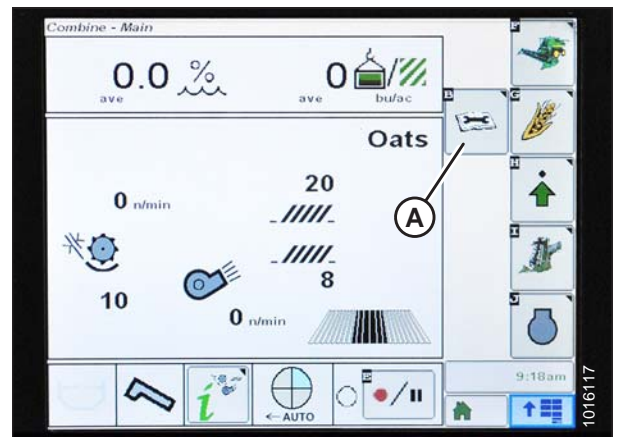 Combine - Main
0.0 %
ave
0
ave
bu/ac
Oats
20
0 n/min
8
10
0 n/min
← AUTO
i
9:18am
A
B
E
F
G
H
I
J
1016117